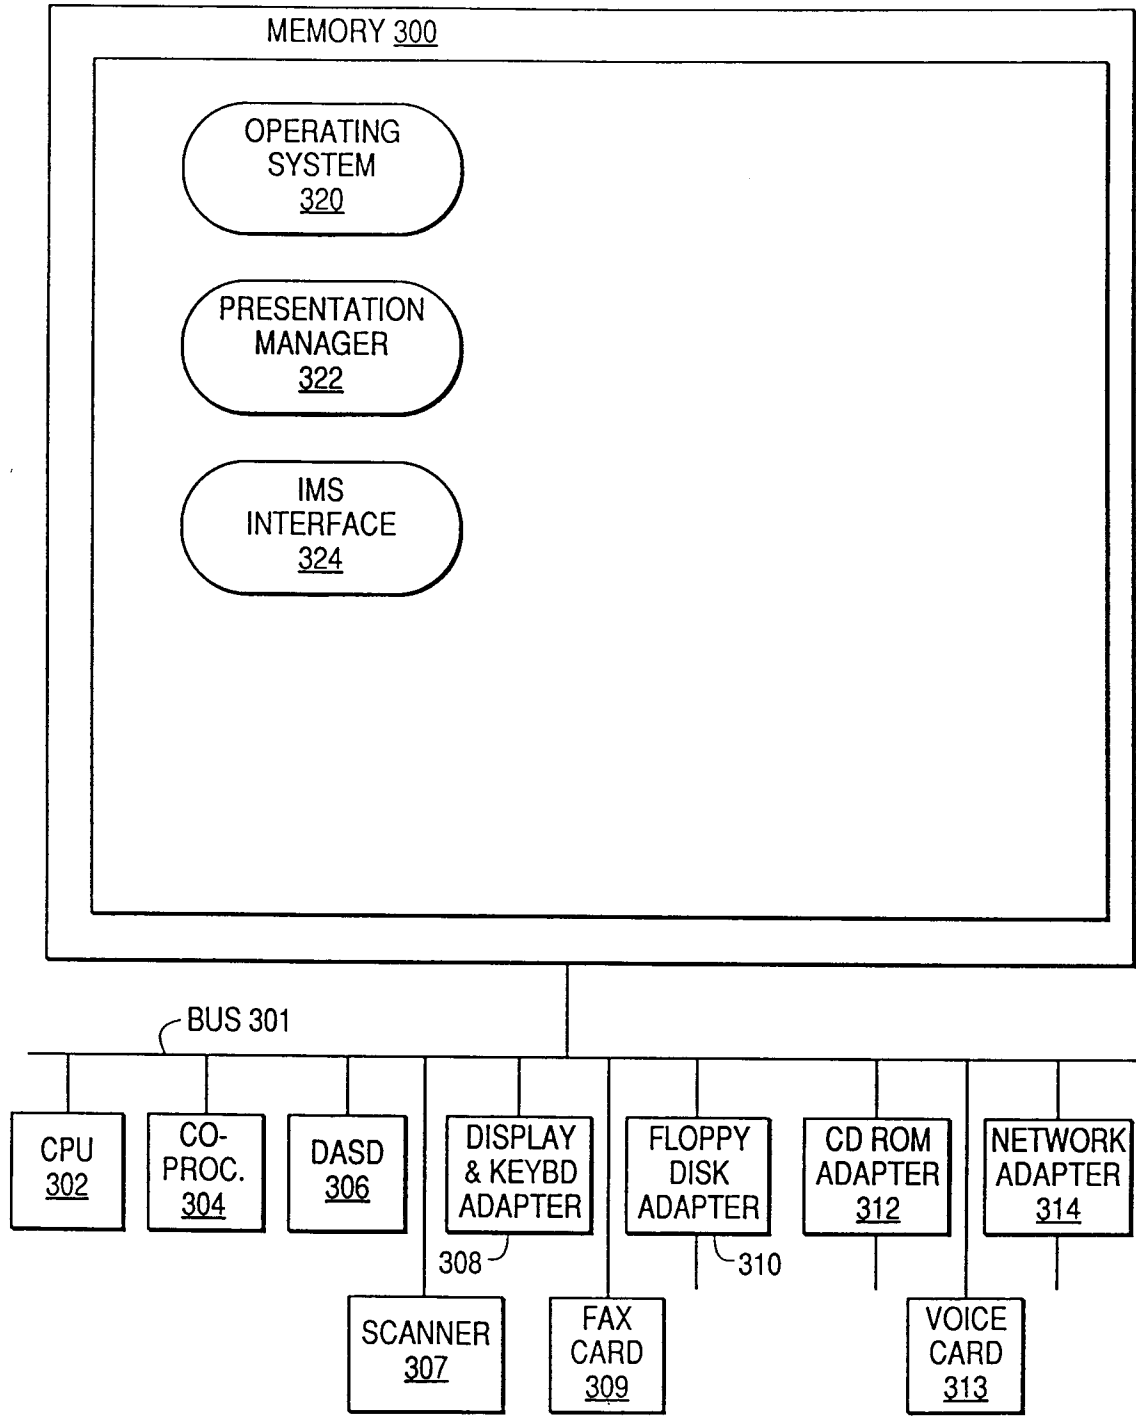 MEMORY 300
OPERATING
SYSTEM
320
PRESENTATION
MANAGER
322
IMS
INTERFACE
324
BUS 301
CPU
302
CO-
PROC.
304
DASD
306
DISPLAY
& KEYBD
ADAPTER
308
FLOPPY
DISK
ADAPTER
310
CD ROM
ADAPTER
312
NETWORK
ADAPTER
314
SCANNER
307
FAX
CARD
309
VOICE
CARD
313